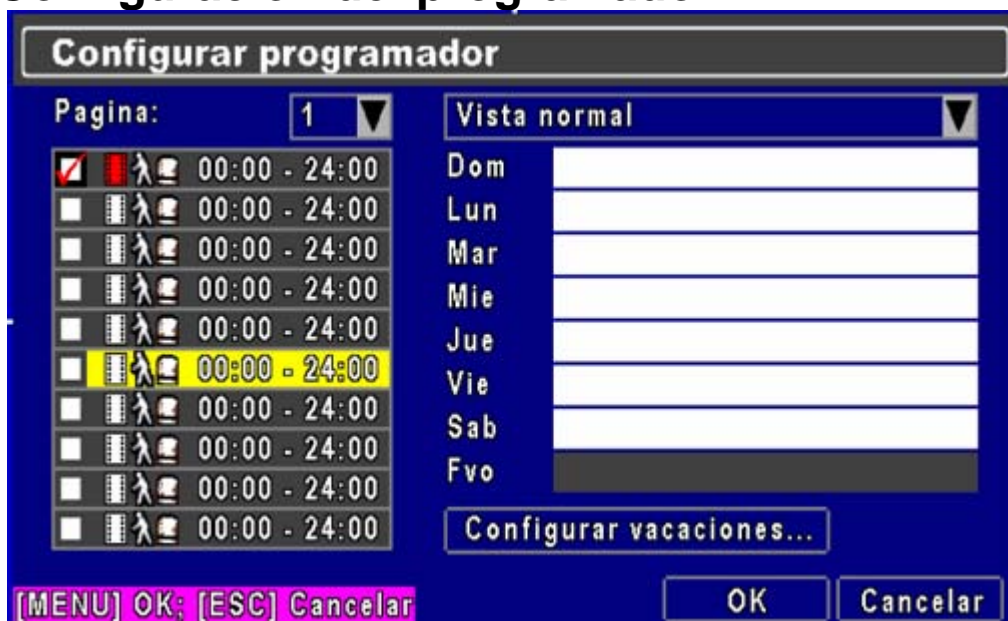 Configurar programador
Pagina: 1
00:00 - 24:00
00:00 - 24:00
00:00 - 24:00
00:00 - 24:00
00:00 - 24:00
00:00 - 24:00
00:00 - 24:00
00:00 - 24:00
00:00 - 24:00
00:00 - 24:00
Vista normal
Dom
Lun
Mar
Mie
Jue
Vie
Sab
Fvo
Configurar vacaciones...
[MENU] OK; [ESC] Cancelar
OK
Cancelar